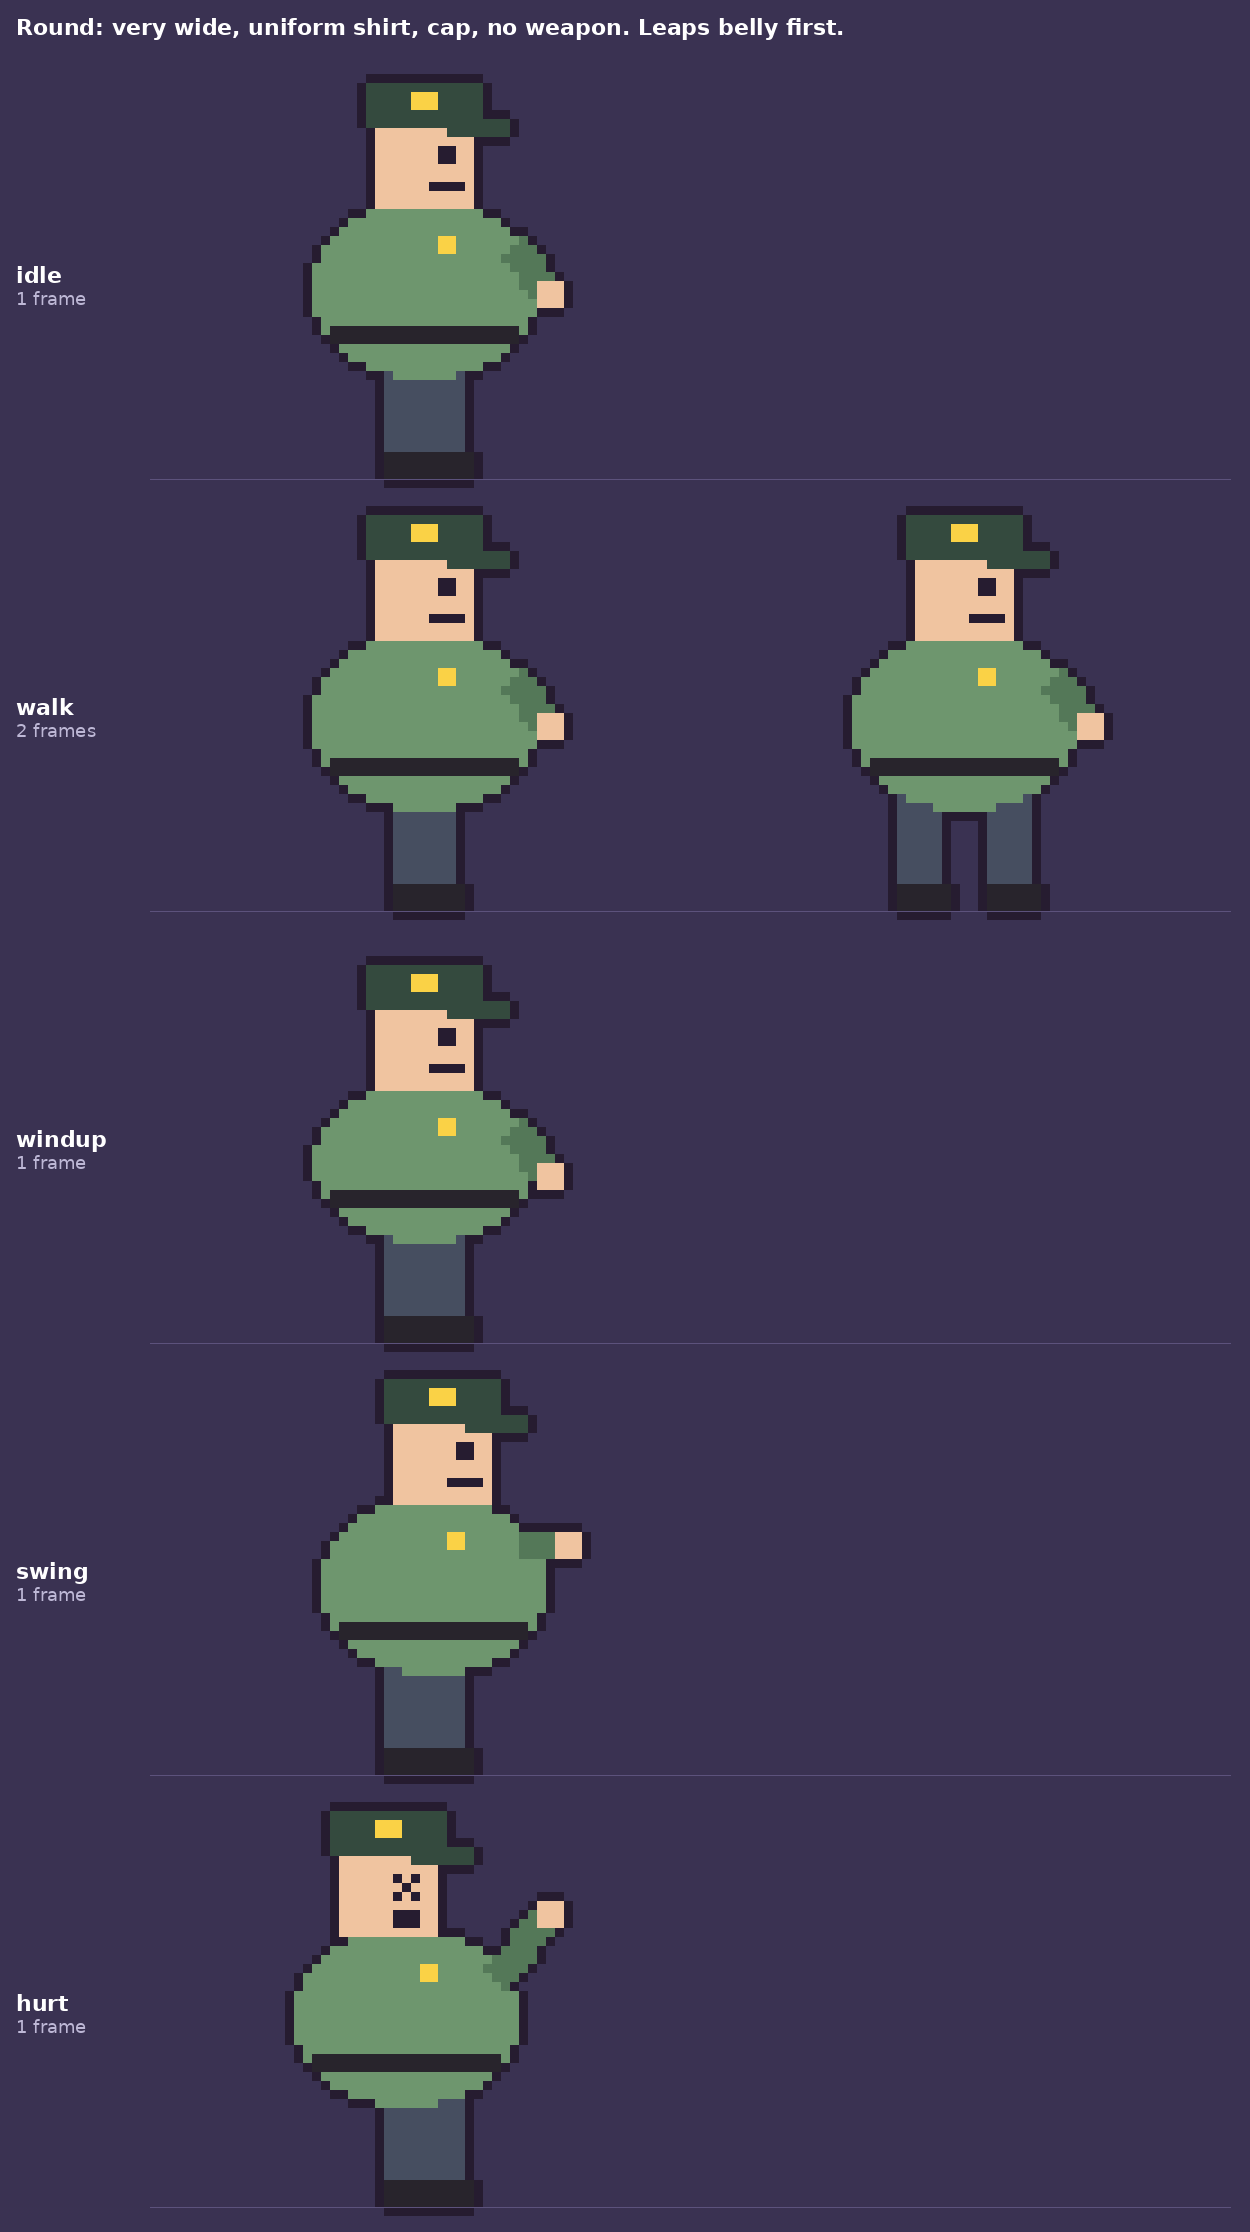 Round: very wide, uniform shirt, cap, no weapon. Leaps belly first.
idle
1 frame
walk
2 frames
windup
1 frame
swing
1 frame
hurt
1 frame